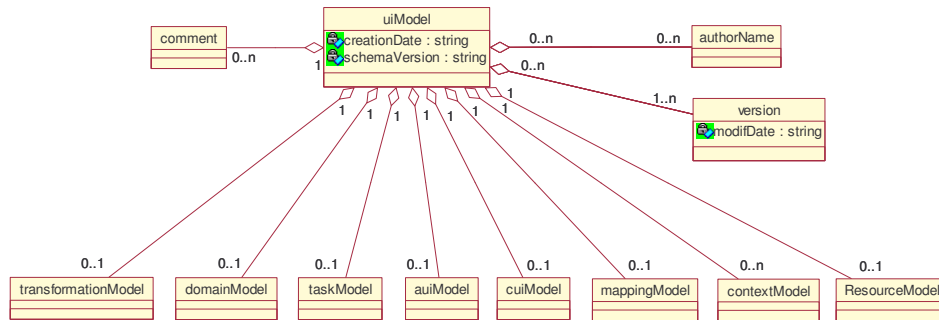 uiModel
creationDate : string
schemaVersion : string
comment
0..n
1
0..n
0..n
authorName
0..n
1..n
version
modifDate : string
1
1
1
1
1
1
1
1
0..1
0..1
0..1
0..1
0..1
0..1
0..n
0..1
transformationModel
domainModel
taskModel
auiModel
cuiModel
mappingModel
contextModel
ResourceModel